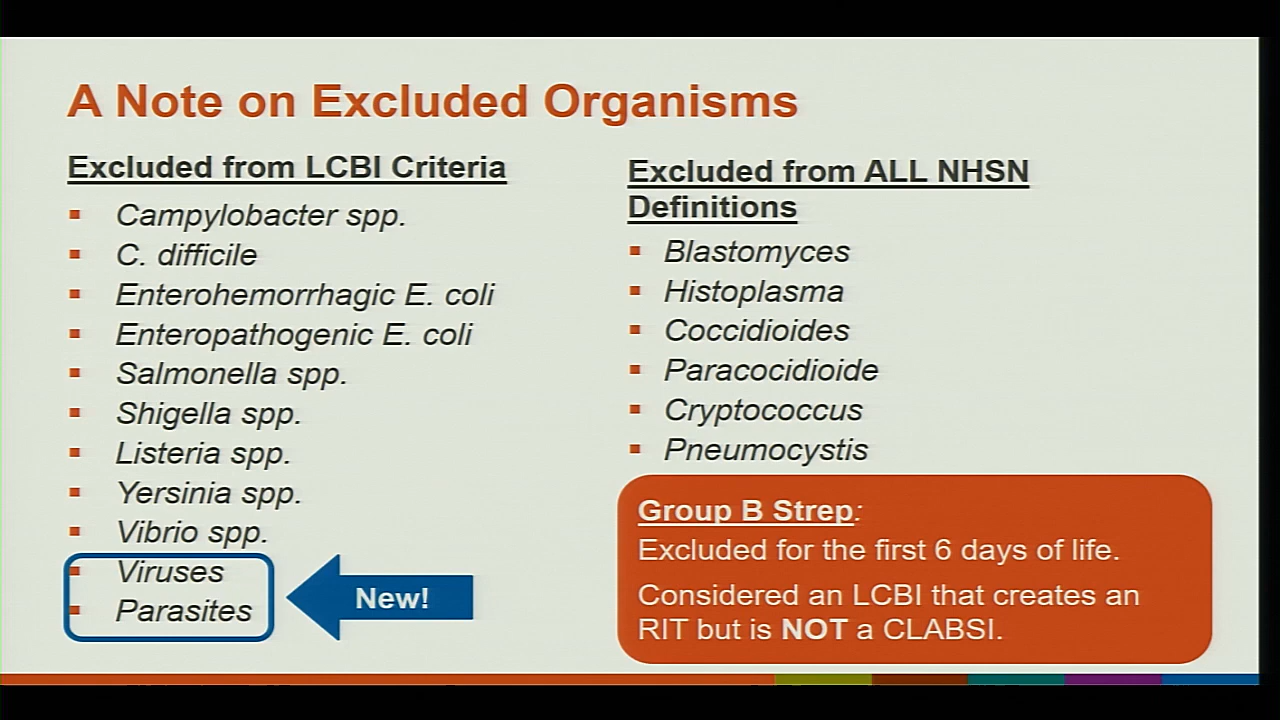 A Note on Excluded Organisms
Excluded from LCBI Criteria
Campylobacter spp.
C. difficile
Enterohemorrhagic E. coli
Enteropathogenic E. coli
Salmonella spp.
Shigella spp.
Listeria spp.
Yersinia spp.
Vibrio spp.
Viruses
Parasites
New!
Excluded from ALL NHSN
Definitions
Blastomyces
Histoplasma
Coccidioides
Paracocidioide
Cryptococcus
Pneumocystis
Group B Strep:
Excluded for the first 6 days of life.
Considered an LCBI that creates an
RIT but is NOT a CLABSI.